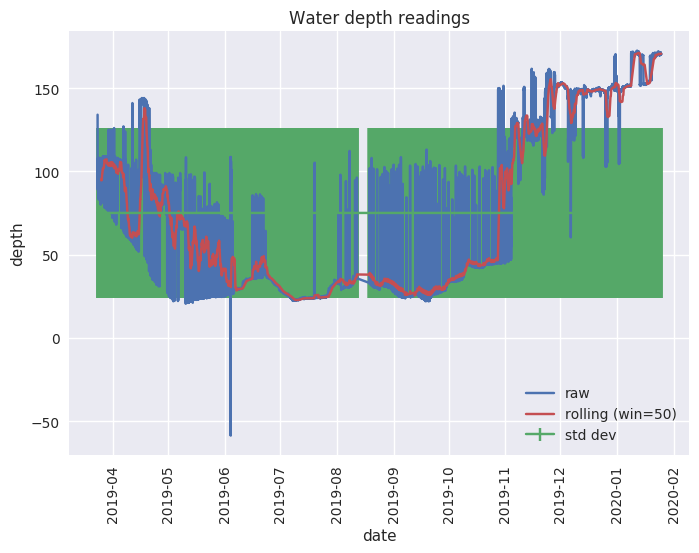 Water depth readings
depth
150
100
50
0
−50
raw
rolling (win=50)
std dev
2019-04
2019-05
2019-06
2019-07
2019-08
2019-09
2019-10
2019-11
2019-12
2020-01
2020-02
date